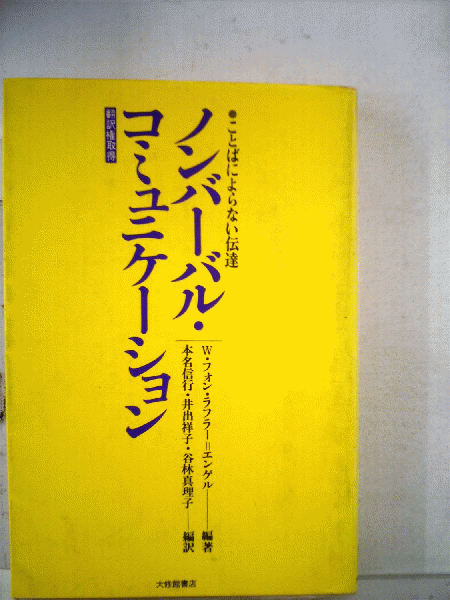 ●ことばによらない伝達
ノンバーバル・
コミュニケーション
翻訳権取得
W・フォン・ラフラー＝エンゲル——編著
本名信行・井出祥子・谷林真理子——編訳
大修館書店